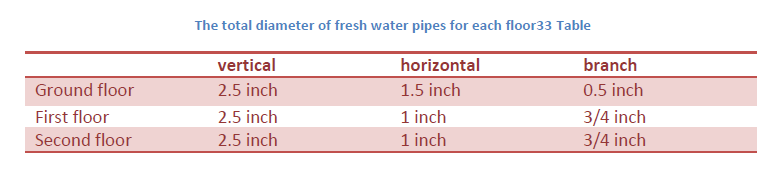 The total diameter of fresh water pipes for each floor33 Table
vertical horizontal branch
Ground floor 2.5 inch 1.5 inch 0.5 inch
First floor 2.5 inch 1 inch 3/4 inch
Second floor 2.5 inch 1 inch 3/4 inch